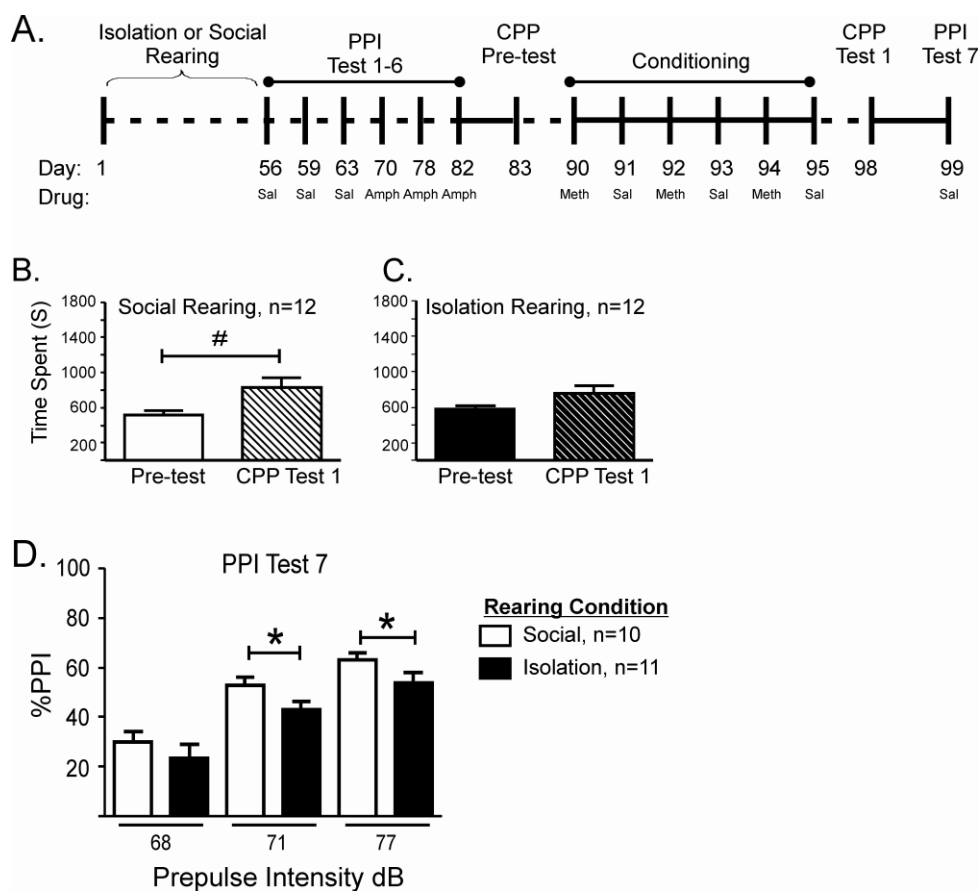 A.
Isolation or Social
Rearing
PPI
Test 1-6
CPP
Pre-test
Conditioning
CPP
Test 1
PPI
Test 7
Day: 1 56 59 63 70 78 82 83 90 91 92 93 94 95 98 99
Drug: Sal Sal Sal Amph Amph Amph Meth Sal Meth Sal Meth Sal Sal
B.
Social Rearing, n=12
Time Spent (S)
1800
1400
1000
600
200
#
Pre-test CPP Test 1
C.
Isolation Rearing, n=12
1800
1400
1000
600
200
Pre-test CPP Test 1
D.
PPI Test 7
%PPI
100
80
60
40
20
* *
68 71 77
Prepulse Intensity dB
Rearing Condition
Social, n=10
Isolation, n=11